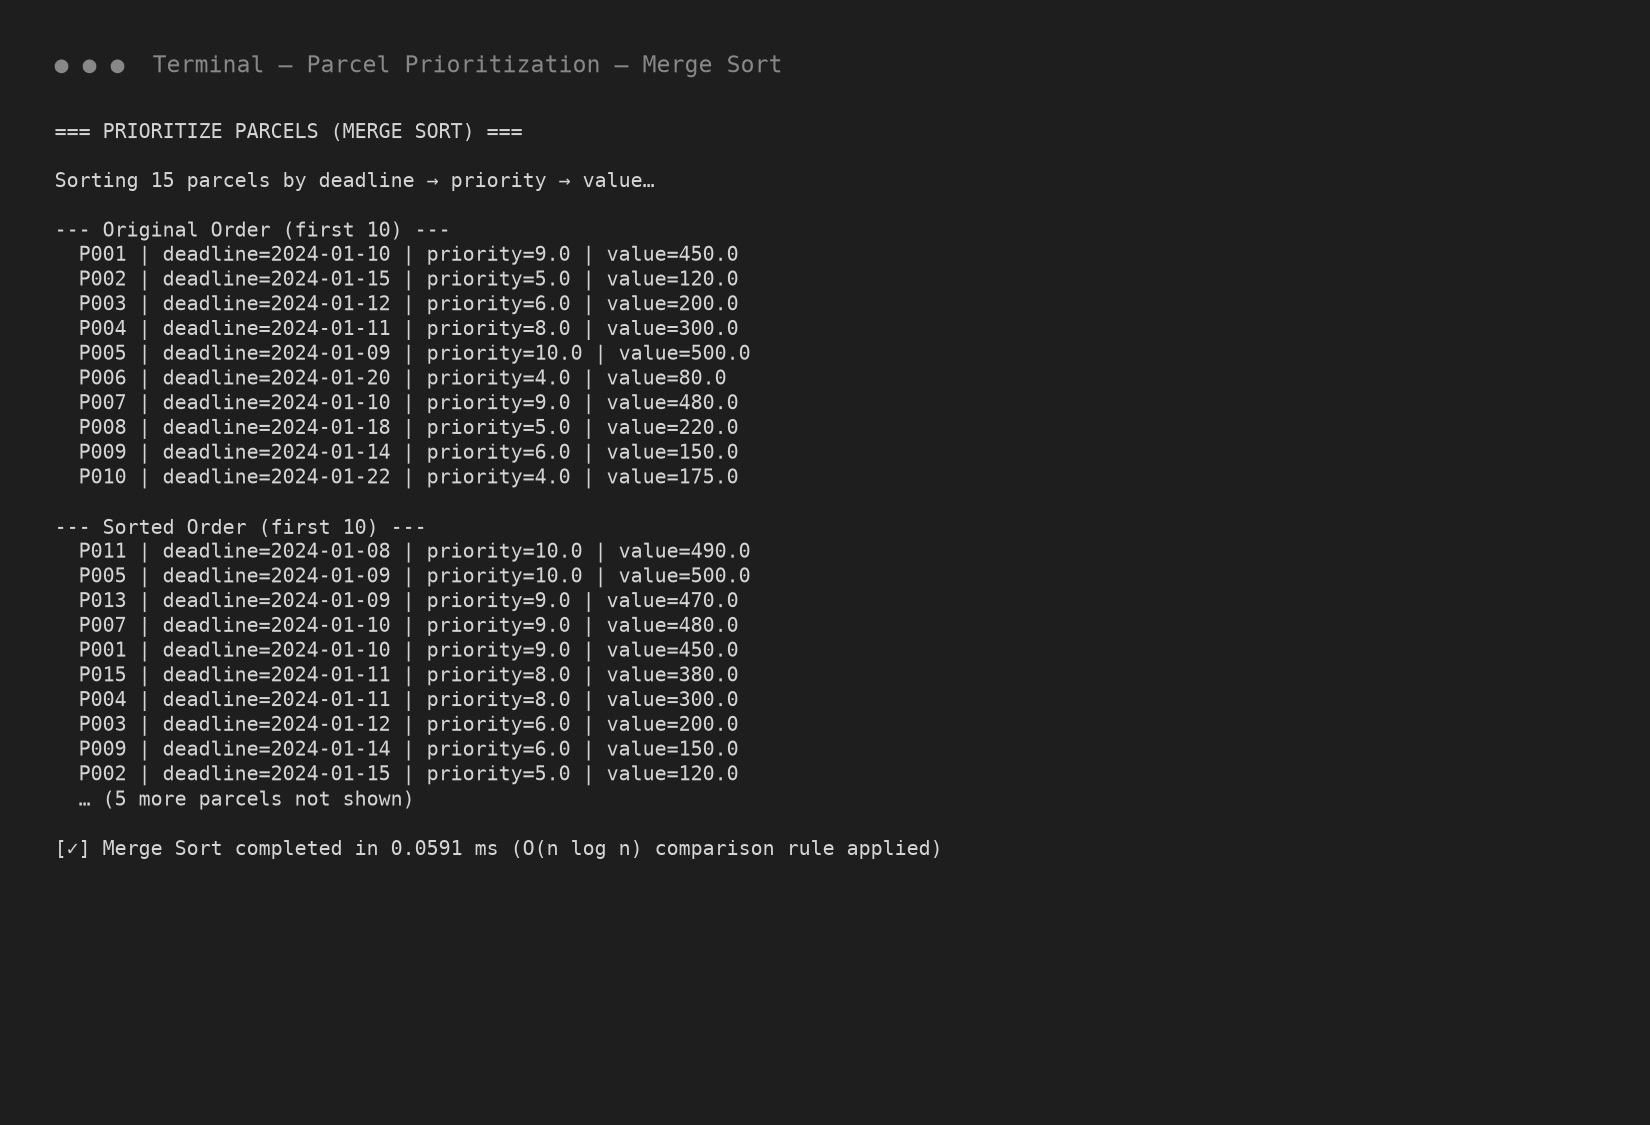 ● ● ●  Terminal — Parcel Prioritization — Merge Sort
=== PRIORITIZE PARCELS (MERGE SORT) ===
Sorting 15 parcels by deadline → priority → value…
--- Original Order (first 10) ---
P001 | deadline=2024-01-10 | priority=9.0 | value=450.0
P002 | deadline=2024-01-15 | priority=5.0 | value=120.0
P003 | deadline=2024-01-12 | priority=6.0 | value=200.0
P004 | deadline=2024-01-11 | priority=8.0 | value=300.0
P005 | deadline=2024-01-09 | priority=10.0 | value=500.0
P006 | deadline=2024-01-20 | priority=4.0 | value=80.0
P007 | deadline=2024-01-10 | priority=9.0 | value=480.0
P008 | deadline=2024-01-18 | priority=5.0 | value=220.0
P009 | deadline=2024-01-14 | priority=6.0 | value=150.0
P010 | deadline=2024-01-22 | priority=4.0 | value=175.0
--- Sorted Order (first 10) ---
P011 | deadline=2024-01-08 | priority=10.0 | value=490.0
P005 | deadline=2024-01-09 | priority=10.0 | value=500.0
P013 | deadline=2024-01-09 | priority=9.0 | value=470.0
P007 | deadline=2024-01-10 | priority=9.0 | value=480.0
P001 | deadline=2024-01-10 | priority=9.0 | value=450.0
P015 | deadline=2024-01-11 | priority=8.0 | value=380.0
P004 | deadline=2024-01-11 | priority=8.0 | value=300.0
P003 | deadline=2024-01-12 | priority=6.0 | value=200.0
P009 | deadline=2024-01-14 | priority=6.0 | value=150.0
P002 | deadline=2024-01-15 | priority=5.0 | value=120.0
… (5 more parcels not shown)
[✓] Merge Sort completed in 0.0591 ms (O(n log n) comparison rule applied)